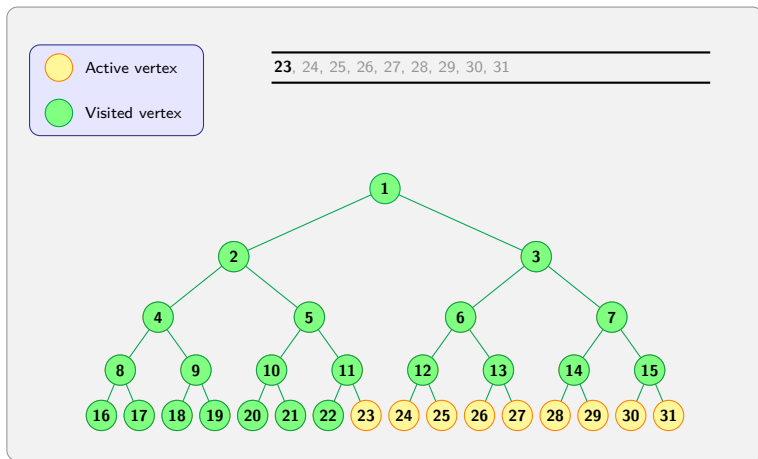 Active vertex
Visited vertex
23, 24, 25, 26, 27, 28, 29, 30, 31
1
2 3
4 5 6 7
8 9 10 11 12 13 14 15
16 17 18 19 20 21 22 23 24 25 26 27 28 29 30 31